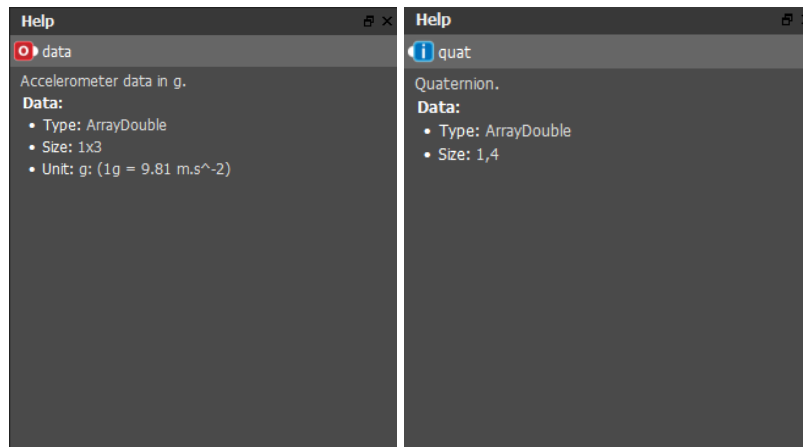 Help
O data
Accelerometer data in g.
Data:
• Type: ArrayDouble
• Size: 1x3
• Unit: g: (1g = 9.81 m.s^-2)
Help
i quat
Quaternion.
Data:
• Type: ArrayDouble
• Size: 1,4